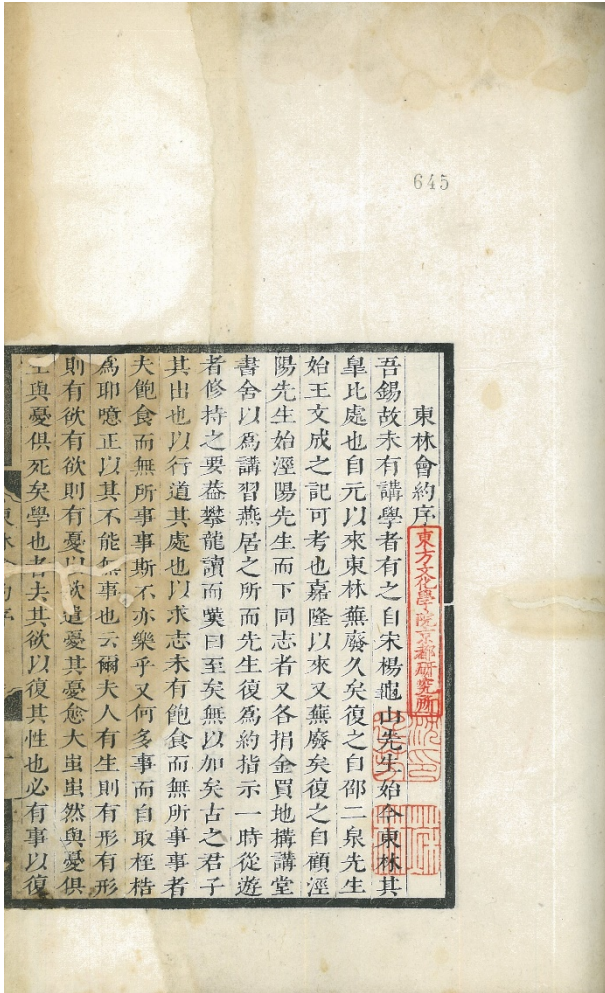 645
東林會約序
吾錫故未有講學者有之自宋楊龜山先生始今東林其
皐比處也自元以來東林蕪廢久矣復之自邵二泉先生
始王文成之記可考也嘉隆以來又蕪廢矣復之自顧涇
陽先生始涇陽先生而下同志者又各捐金買地搆講堂
書舍以爲講習燕居之所而先生復爲約指示一時從遊
者修持之要葢攀龍讀而歎曰至矣無以加矣古之君子
其出也以行道其處也以求志未有飽食而無所事事者
夫飽食而無所事事斯不亦樂乎又何多事而自取桎梏
爲耶噫正以其不能無事也云爾夫人有生則有形有形
則有欲有欲則有憂以欲遣憂其憂愈大蚩蚩然與憂俱
生與憂俱死矣學也者去其欲以復其性也必有事以復
東方文化學院京都研究所
東林會約序